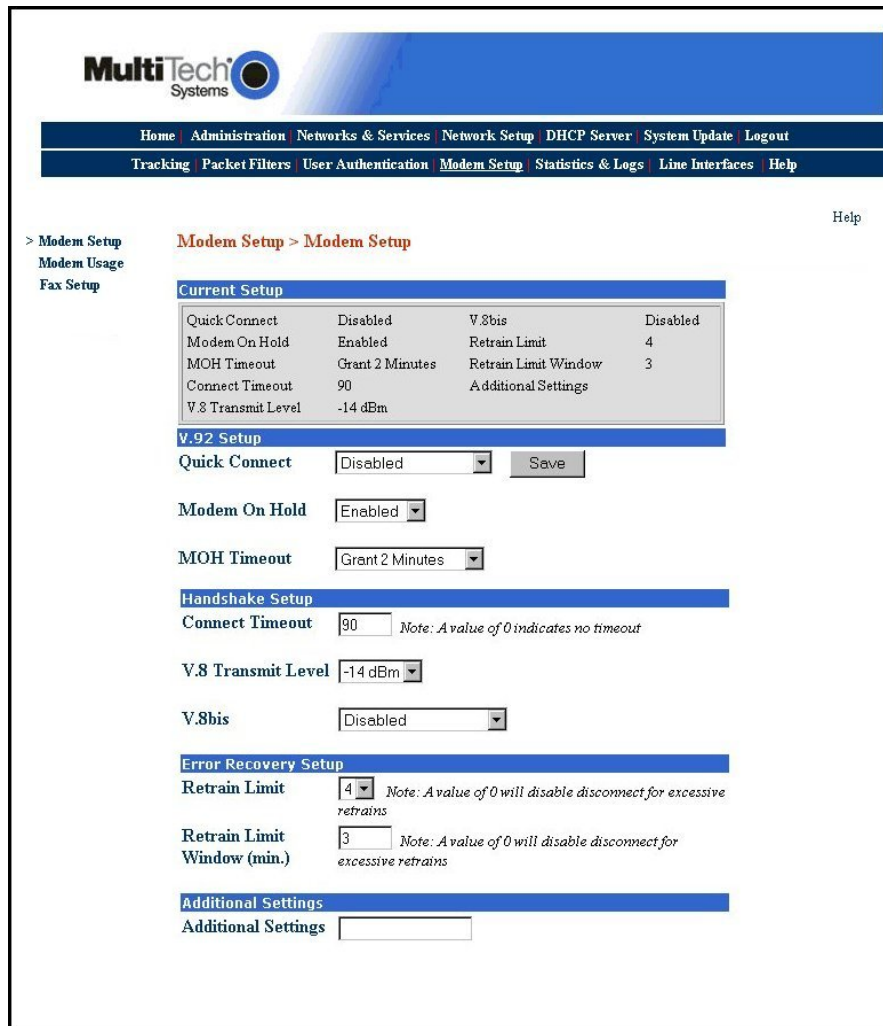 MultiTech
Systems
Home | Administration | Networks & Services | Network Setup | DHCP Server | System Update | Logout
Tracking | Packet Filters | User Authentication | Modem Setup | Statistics & Logs | Line Interfaces | Help
Help
> Modem Setup
Modem Usage
Fax Setup
Modem Setup > Modem Setup
Current Setup
Quick Connect Disabled V.8bis Disabled
Modem On Hold Enabled Retrain Limit 4
MOH Timeout Grant 2 Minutes Retrain Limit Window 3
Connect Timeout 90 Additional Settings
V.8 Transmit Level -14 dBm
V.92 Setup
Quick Connect Disabled Save
Modem On Hold Enabled
MOH Timeout Grant 2 Minutes
Handshake Setup
Connect Timeout 90 Note: A value of 0 indicates no timeout
V.8 Transmit Level -14 dBm
V.8bis Disabled
Error Recovery Setup
Retrain Limit 4 Note: A value of 0 will disable disconnect for excessive
retrains
Retrain Limit 3 Note: A value of 0 will disable disconnect for
Window (min.) excessive retrains
Additional Settings
Additional Settings